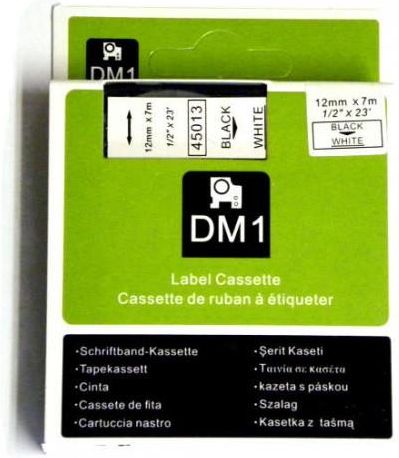 DM1
12mm x 7m
1/2" x 23'
45013
BLACK
WHITE
12mm x 7m
1/2" x 23'
BLACK
WHITE
DM1
Label Cassette
Cassette de ruban à étiqueter
·Schriftband-Kassette
·Tapekassett
·Cinta
·Cassete de fita
·Cartuccia nastro
·Şerit Kaseti
·Ταινία σε κασέτα
·kazeta s páskou
·Szalag
·Kasetka z taśmą